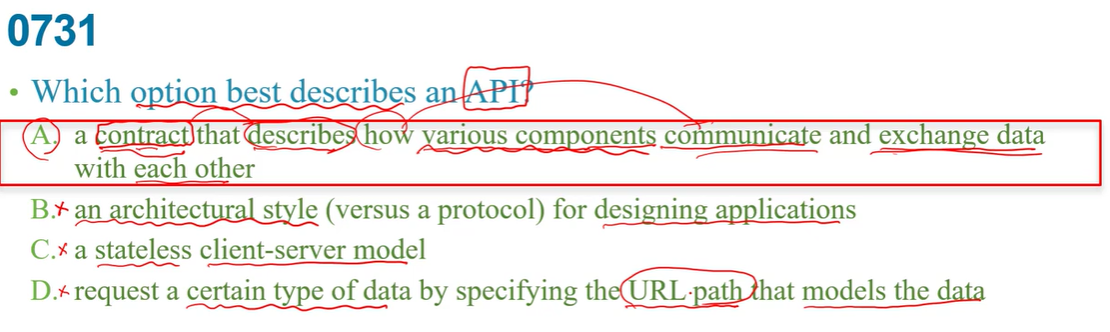 0731
• Which option best describes an API?
A. a contract that describes how various components communicate and exchange data
with each other
B. an architectural style (versus a protocol) for designing applications
C. a stateless client-server model
D. request a certain type of data by specifying the URL path that models the data